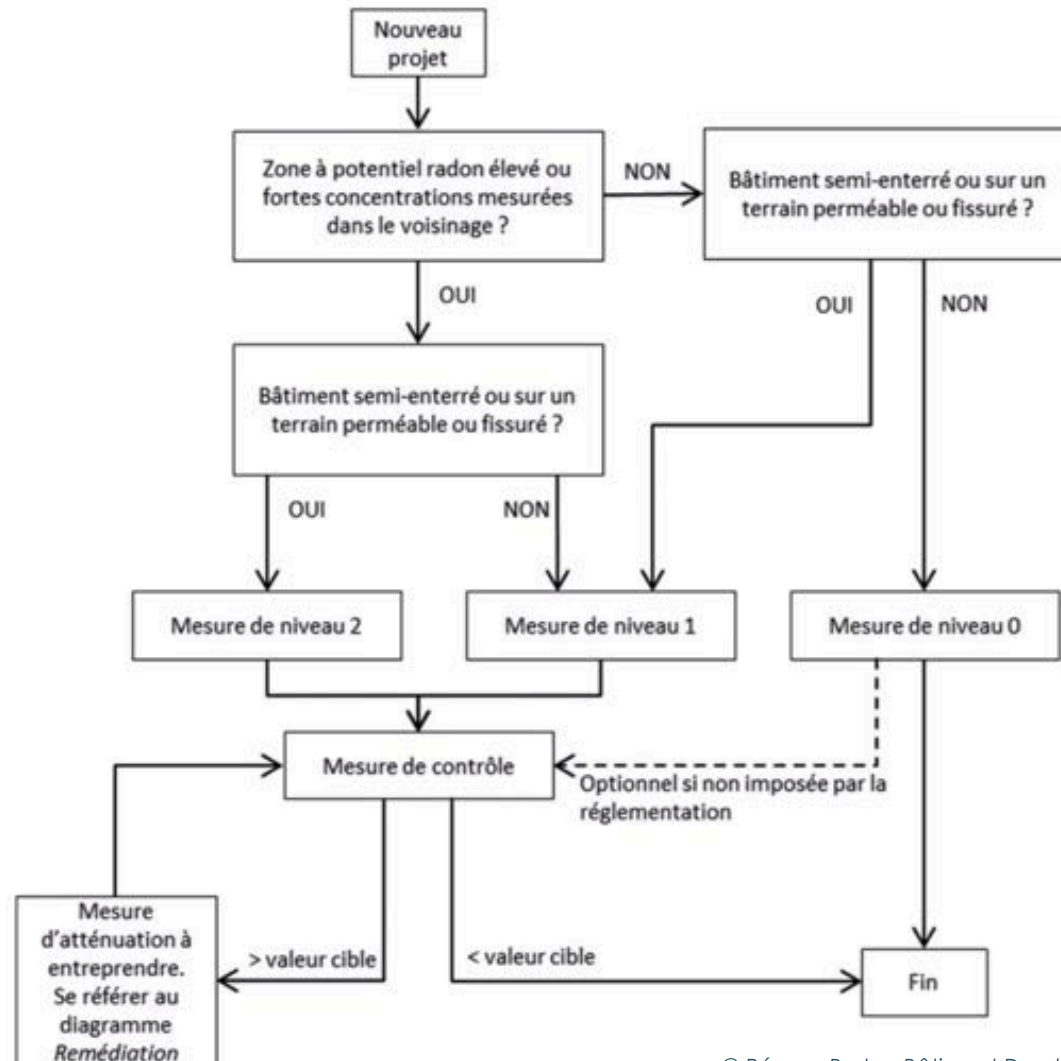 Nouveau
projet
Zone à potentiel radon élevé ou
fortes concentrations mesurées
dans le voisinage ?
NON
Bâtiment semi-enterré ou sur un
terrain perméable ou fissuré ?
OUI
OUI
NON
Bâtiment semi-enterré ou sur un
terrain perméable ou fissuré ?
OUI
NON
Mesure de niveau 2
Mesure de niveau 1
Mesure de niveau 0
Mesure de contrôle
Optionnel si non imposée par la
réglementation
Mesure
d'atténuation à
entreprendre.
Se référer au
diagramme
Remédiation
> valeur cible
< valeur cible
Fin